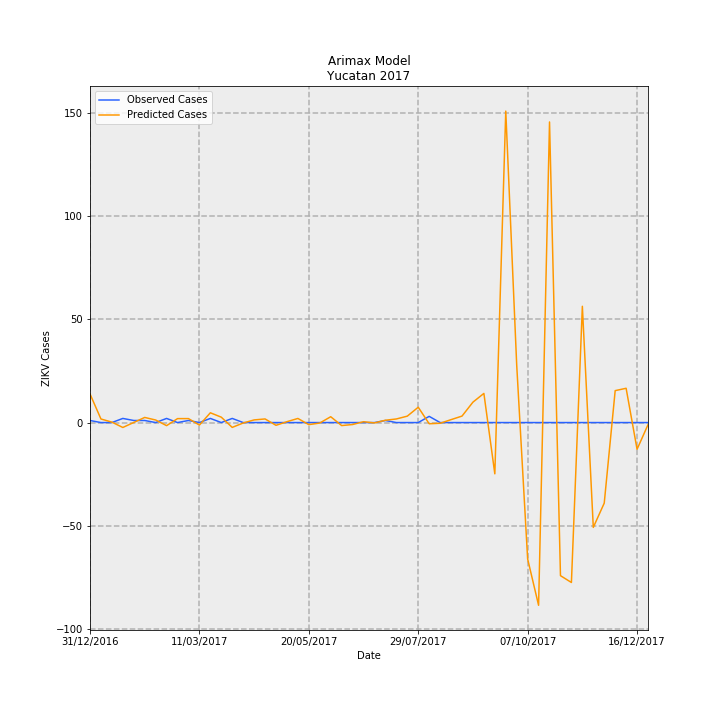 Arimax Model
Yucatan 2017
Observed Cases
Predicted Cases
150
100
50
0
−50
−100
ZIKV Cases
31/12/2016 11/03/2017 20/05/2017 29/07/2017 07/10/2017 16/12/2017
Date